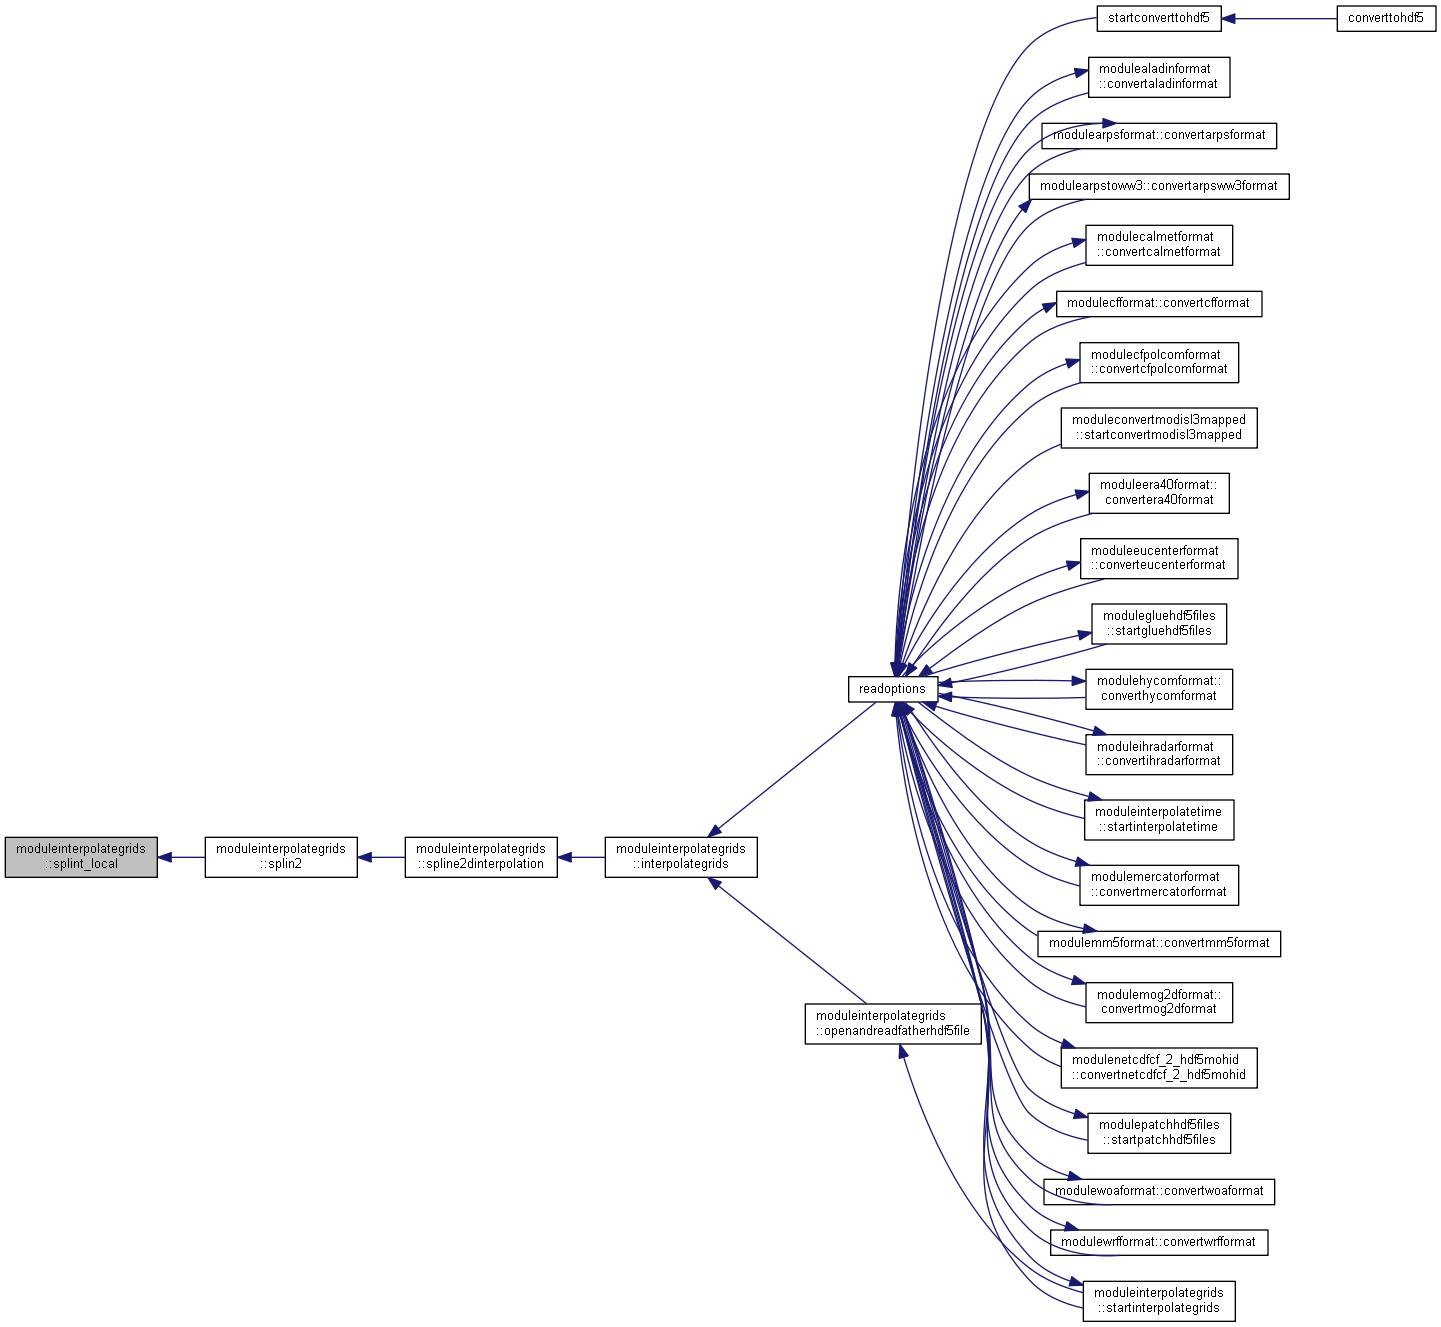 startconverttohdf5
converttohdf5
modulealadinformat
::convertaladinformat
modulearpsformat::convertarpsformat
modulearpstoww3::convertarpsww3format
modulecalmetformat
::convertcalmetformat
modulecfformat::convertcfformat
modulecfpolcomformat
::convertcfpolcomformat
moduleconvertmodisl3mapped
::startconvertmodisl3mapped
moduleera40format::
convertera40format
moduleeucenterformat
::converteucenterformat
modulegluehdf5files
::startgluehdf5files
readoptions
modulehycomformat::
converthycomformat
moduleihradarformat
::convertihradarformat
moduleinterpolatetime
::startinterpolatetime
moduleinterpolategrids
::splint_local
moduleinterpolategrids
::splin2
moduleinterpolategrids
::spline2dinterpolation
moduleinterpolategrids
::interpolategrids
modulemercatorformat
::convertmercatorformat
modulemm5format::convertmm5format
modulemog2dformat::
convertmog2dformat
moduleinterpolategrids
::openandreadfatherhdf5file
modulenetcdfcf_2_hdf5mohid
::convertnetcdfcf_2_hdf5mohid
modulepatchhdf5files
::startpatchhdf5files
modulewoaformat::convertwoaformat
modulewrfformat::convertwrfformat
moduleinterpolategrids
::startinterpolategrids